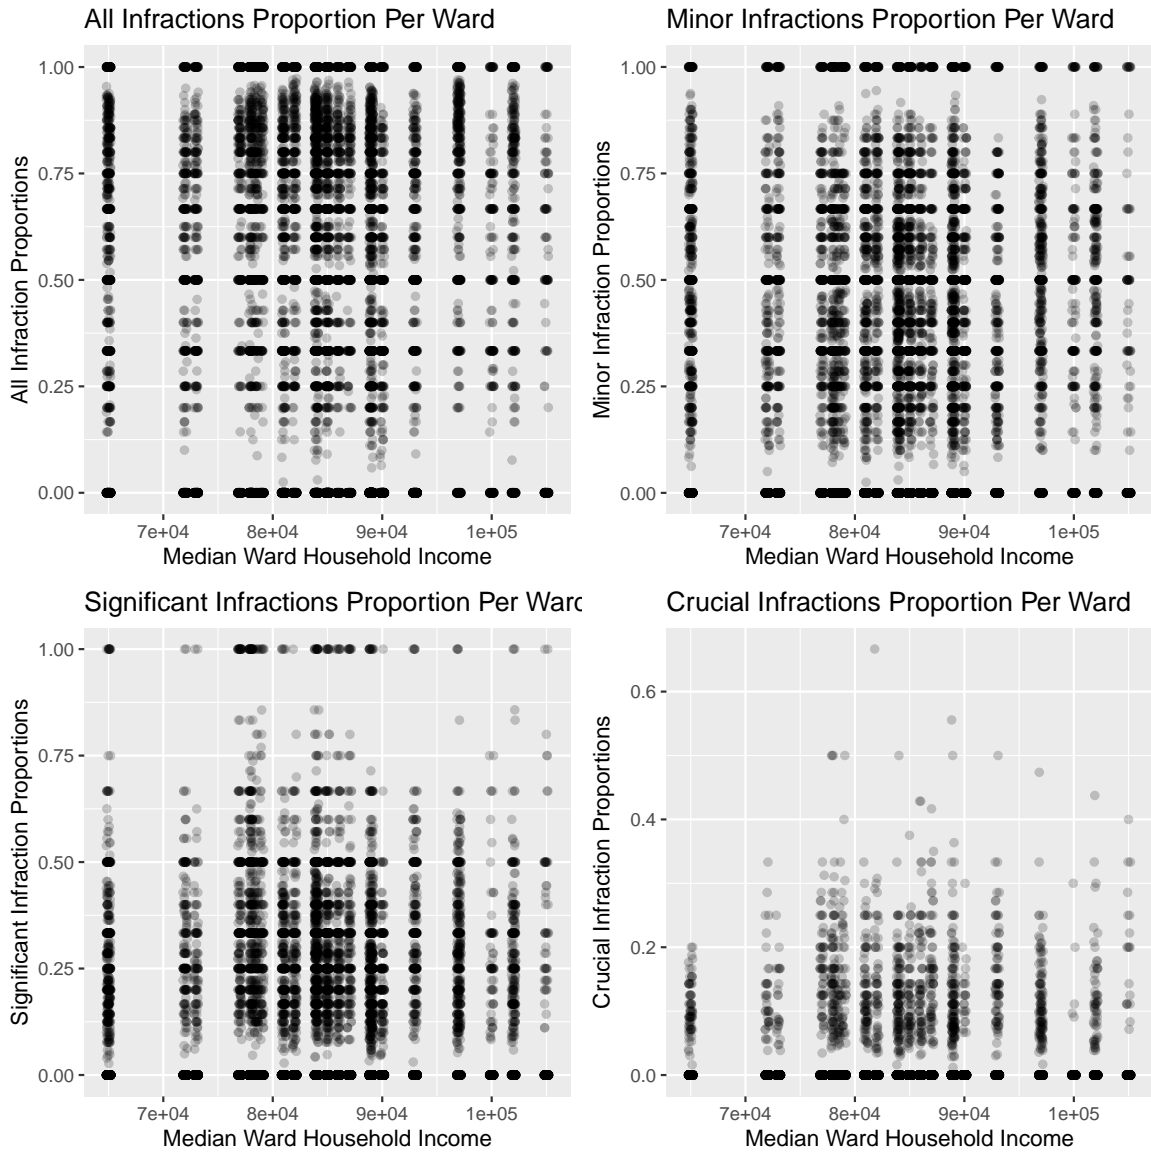 All Infractions Proportion Per Ward
All Infraction Proportions
1.00
0.75
0.50
0.25
0.00
7e+04 8e+04 9e+04 1e+05
Median Ward Household Income
Minor Infractions Proportion Per Ward
Minor Infraction Proportions
1.00
0.75
0.50
0.25
0.00
7e+04 8e+04 9e+04 1e+05
Median Ward Household Income
Significant Infractions Proportion Per Ward
Significant Infraction Proportions
1.00
0.75
0.50
0.25
0.00
7e+04 8e+04 9e+04 1e+05
Median Ward Household Income
Crucial Infractions Proportion Per Ward
Crucial Infraction Proportions
0.6
0.4
0.2
0.0
7e+04 8e+04 9e+04 1e+05
Median Ward Household Income